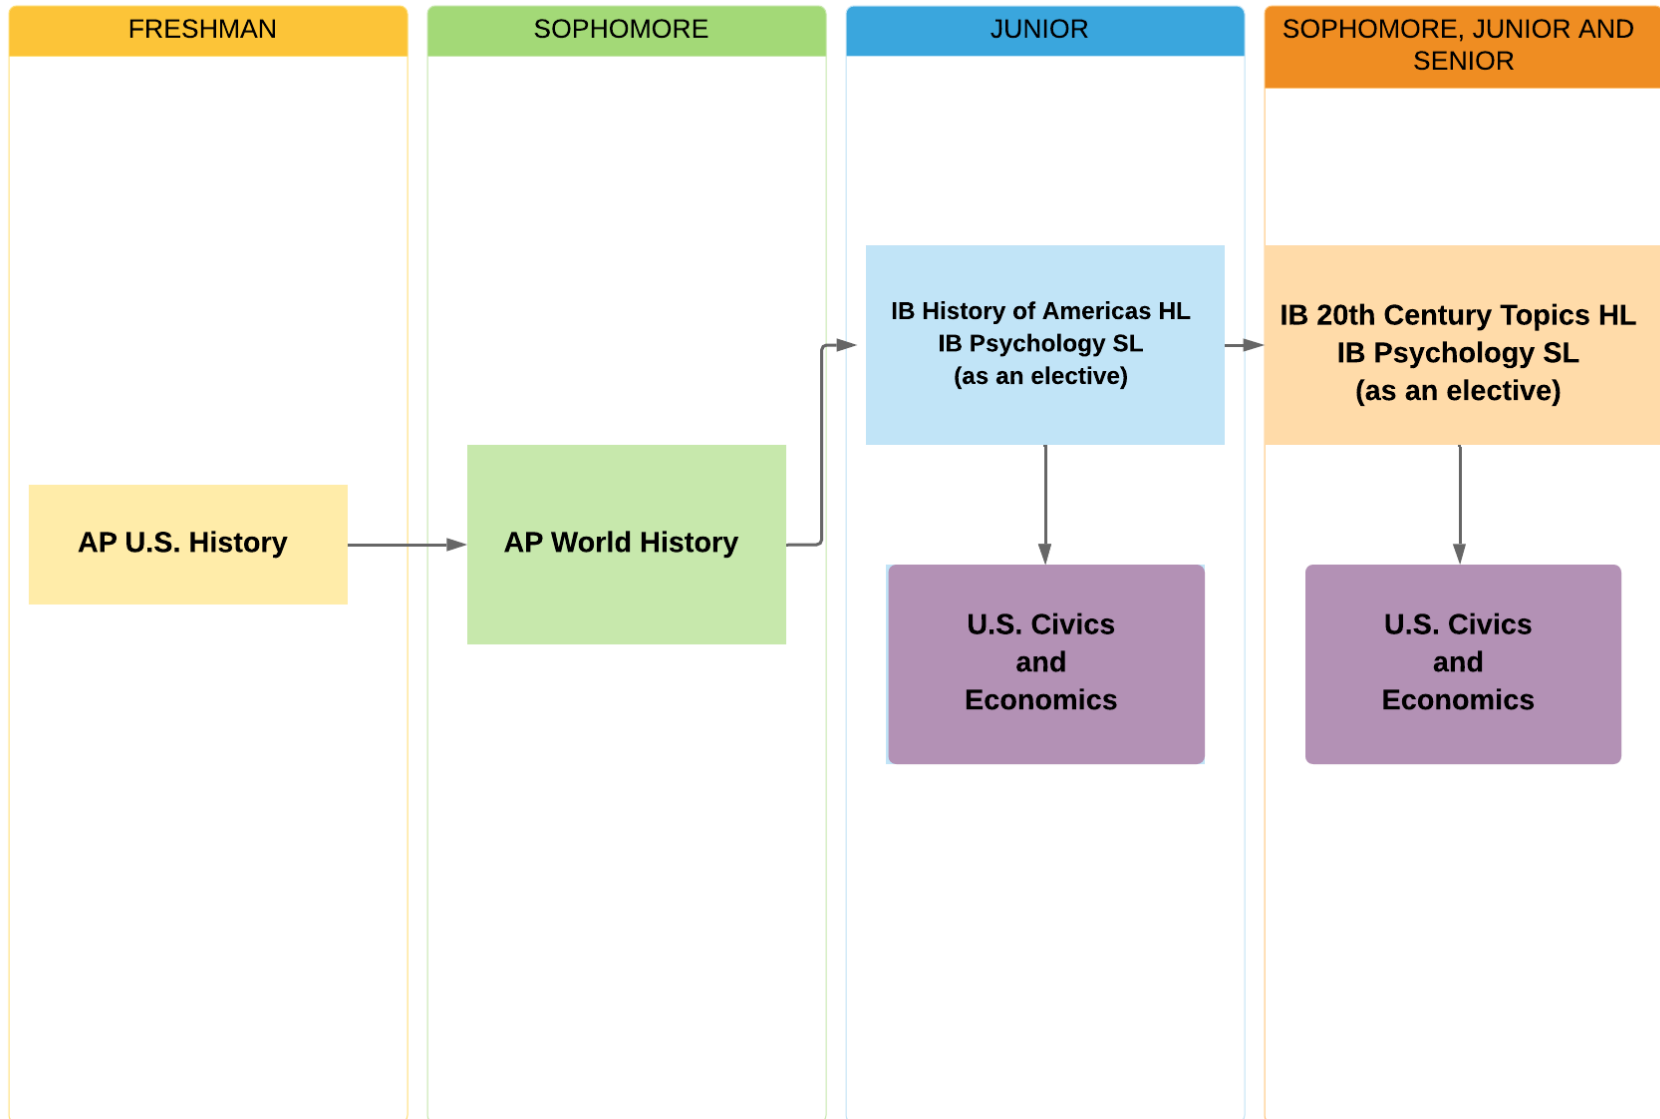 FRESHMAN
SOPHOMORE
JUNIOR
SOPHOMORE, JUNIOR AND
SENIOR
AP U.S. History
AP World History
IB History of Americas HL
IB Psychology SL
(as an elective)
IB 20th Century Topics HL
IB Psychology SL
(as an elective)
U.S. Civics
and
Economics
U.S. Civics
and
Economics